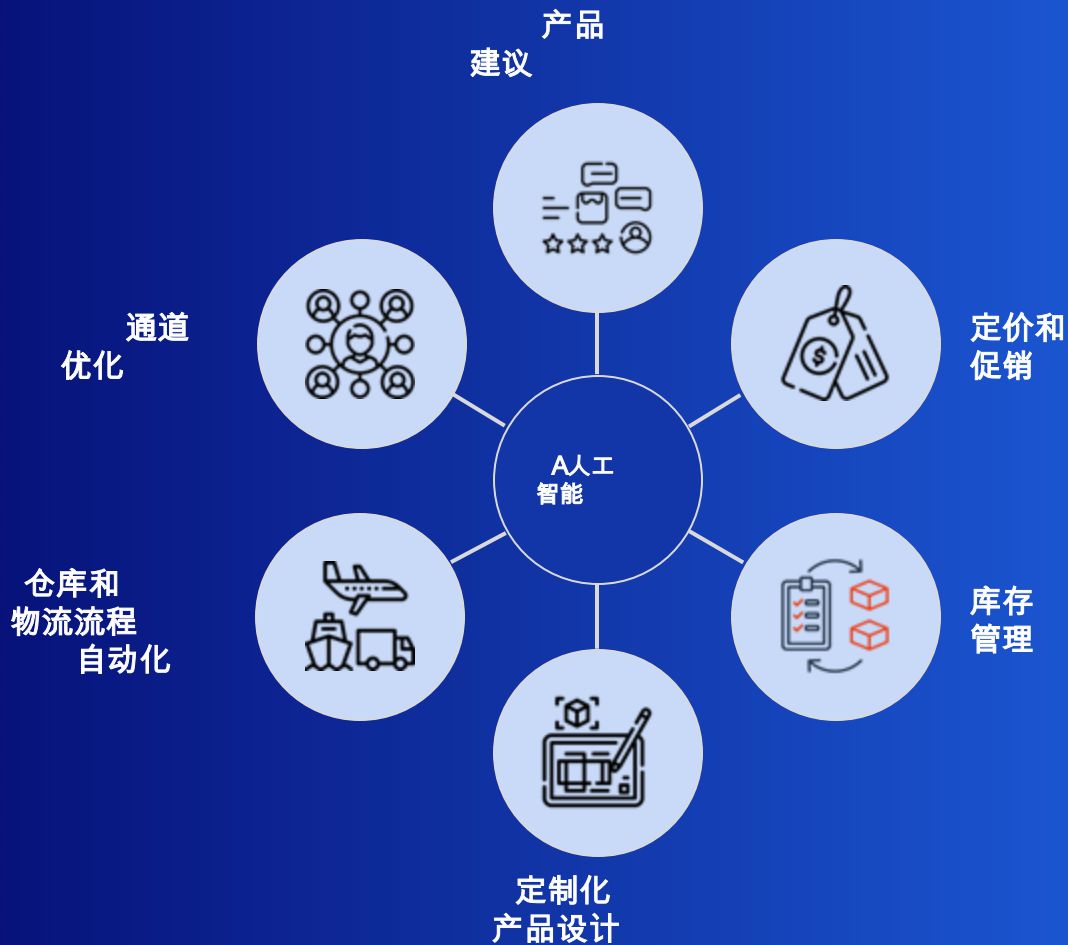 产品
建议
通道
优化
定价和
促销
A人工
智能
仓库和
物流流程
自动化
库存
管理
定制化
产品设计